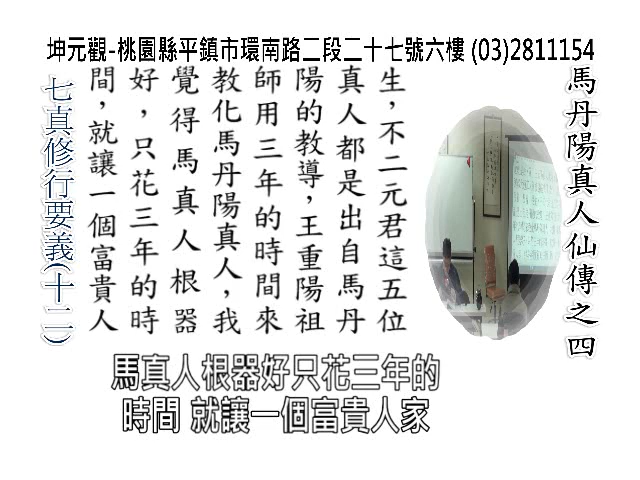 坤元觀-桃園縣平鎮市環南路二段二十七號六樓 (03)2811154
馬丹陽真人仙傳之四
生，不二元君這五位
真人都是出自馬丹
陽的教導，王重陽祖
師用三年的時間來
教化馬丹陽真人，我
覺得馬真人根器
好，只花三年的時
間，就讓一個富貴人
七真修行要義(十二)
馬真人根器好只花三年的
時間 就讓一個富貴人家